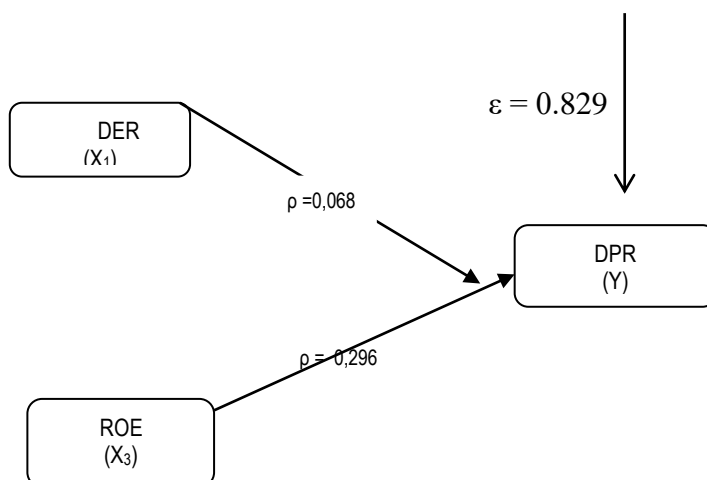 ε = 0.829
DER
(X₁)
ρ =0,068
DPR
(Y)
ρ = 0,296
ROE
(X₃)